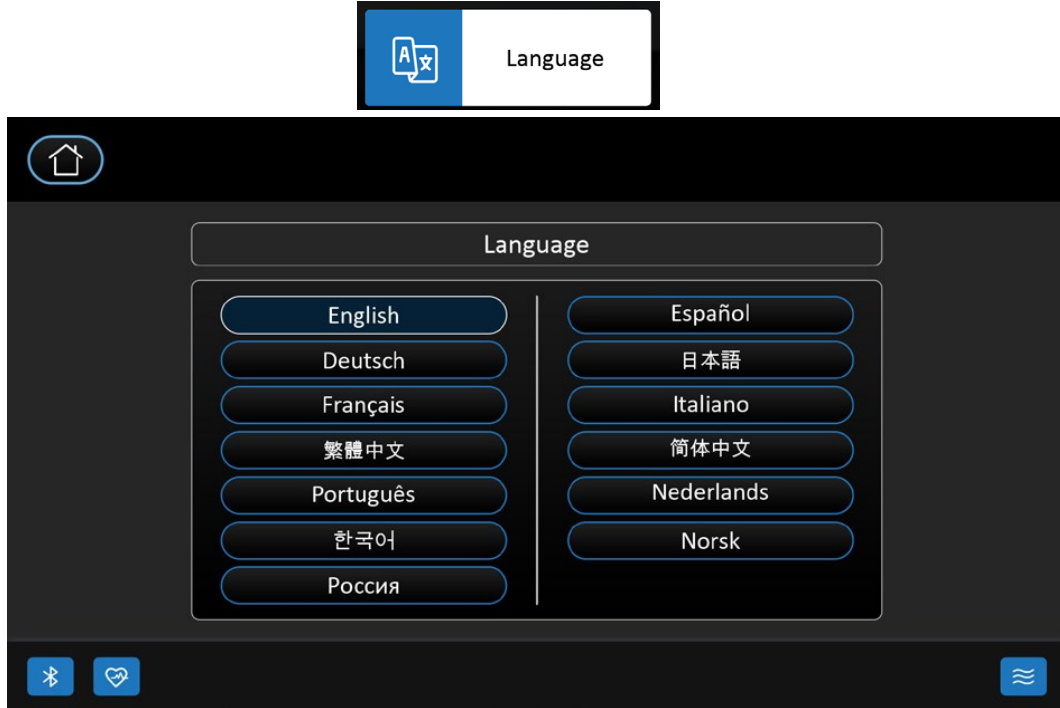 Language
Language
English
Deutsch
Français
繁體中文
Português
한국어
Россия
Español
日本語
Italiano
简体中文
Nederlands
Norsk